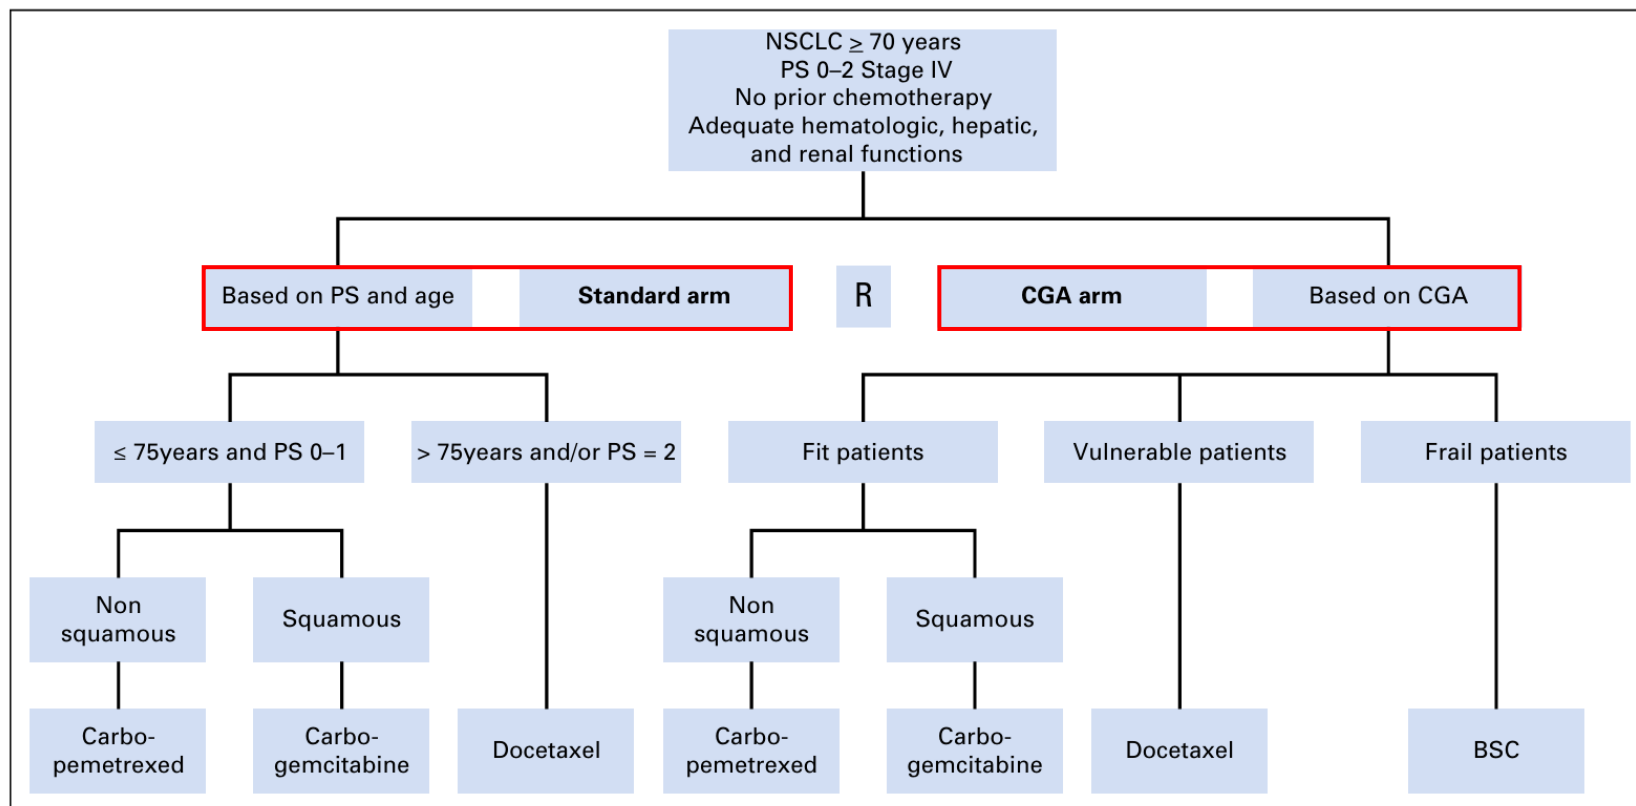 NSCLC ≥ 70 years
PS 0–2 Stage IV
No prior chemotherapy
Adequate hematologic, hepatic,
and renal functions
Based on PS and age
Standard arm
R
CGA arm
Based on CGA
≤ 75years and PS 0–1
> 75years and/or PS = 2
Fit patients
Vulnerable patients
Frail patients
Non
squamous
Squamous
Non
squamous
Squamous
Carbo-
pemetrexed
Carbo-
gemcitabine
Docetaxel
Carbo-
pemetrexed
Carbo-
gemcitabine
Docetaxel
BSC